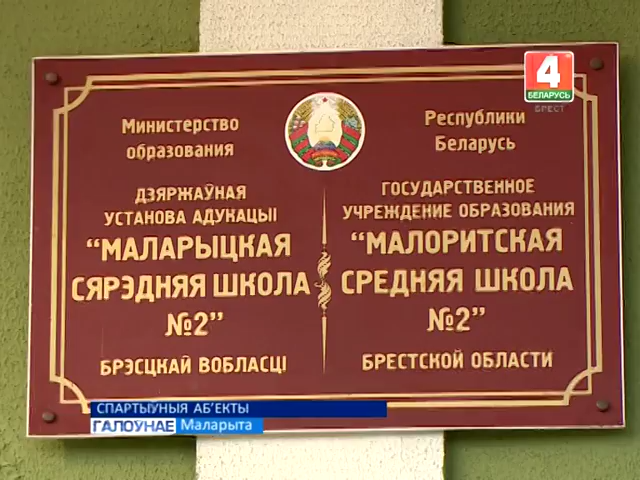 4
БЕЛАРУСЬ
БРЕСТ
Министерство
образования
Республики
Беларусь
ДЗЯРЖАЎНАЯ
УСТАНОВА АДУКАЦЫІ
“МАЛАРЫЦКАЯ
СЯРЭДНЯЯ ШКОЛА
№2”
БРЭСЦКАЙ ВОБЛАСЦІ
ГОСУДАРСТВЕННОЕ
УЧРЕЖДЕНИЕ ОБРАЗОВАНИЯ
“МАЛОРИТСКАЯ
СРЕДНЯЯ ШКОЛА
№2”
БРЕСТСКОЙ ОБЛАСТИ
СПАРТЫЎНЫЯ АБ'ЕКТЫ
ГАЛОЎНАЕ Маларыта